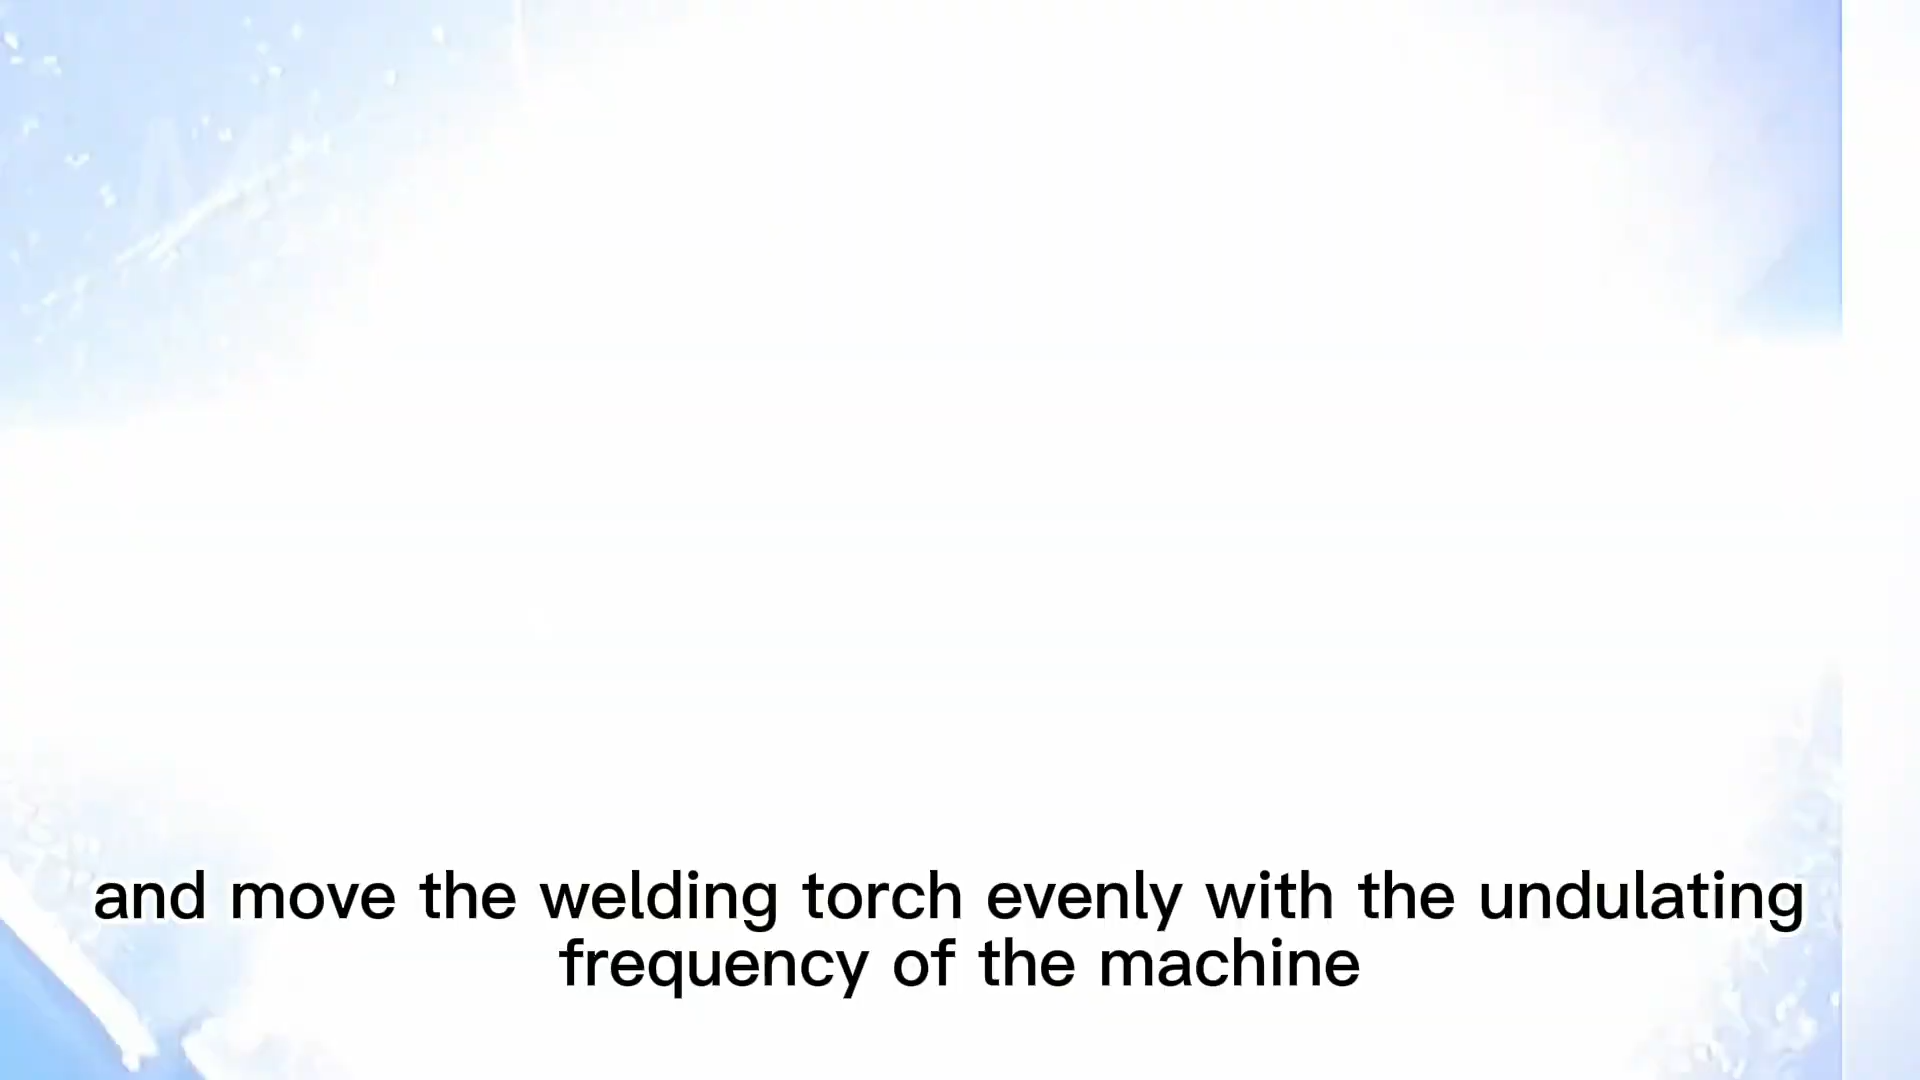 and move the welding torch evenly with the undulating
frequency of the machine